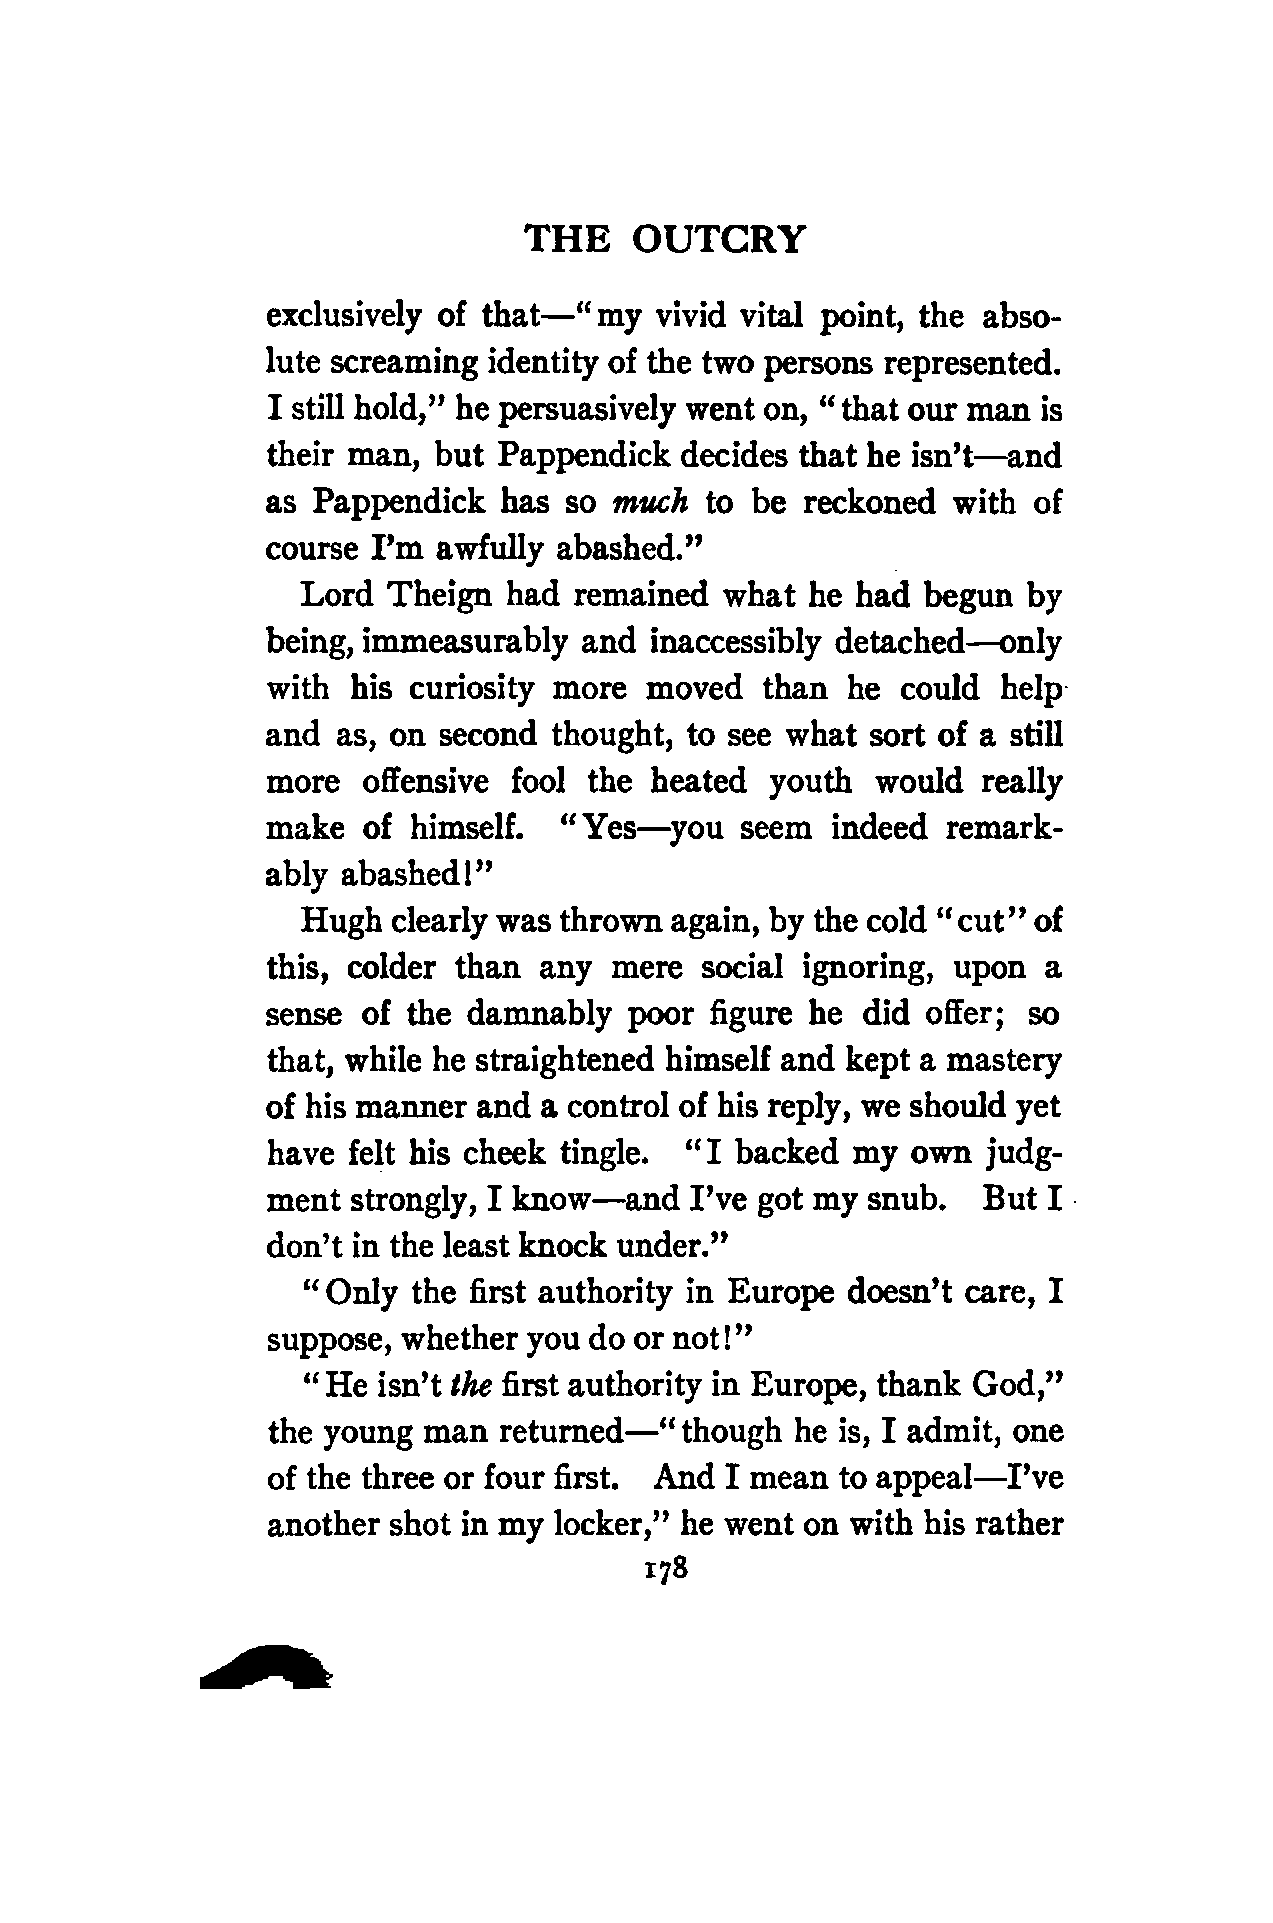 THE OUTCRY
exclusively of that—“my vivid vital point, the abso-
lute screaming identity of the two persons represented.
I still hold,” he persuasively went on, “that our man is
their man, but Pappendick decides that he isn’t—and
as Pappendick has so much to be reckoned with of
course I’m awfully abashed.”
Lord Theign had remained what he had begun by
being, immeasurably and inaccessibly detached—only
with his curiosity more moved than he could help
and as, on second thought, to see what sort of a still
more offensive fool the heated youth would really
make of himself. “Yes—you seem indeed remark-
ably abashed!”
Hugh clearly was thrown again, by the cold “cut” of
this, colder than any mere social ignoring, upon a
sense of the damnably poor figure he did offer; so
that, while he straightened himself and kept a mastery
of his manner and a control of his reply, we should yet
have felt his cheek tingle. “I backed my own judg-
ment strongly, I know—and I’ve got my snub. But I
don’t in the least knock under.”
“Only the first authority in Europe doesn’t care, I
suppose, whether you do or not!”
“He isn’t the first authority in Europe, thank God,”
the young man returned—“though he is, I admit, one
of the three or four first. And I mean to appeal—I’ve
another shot in my locker,” he went on with his rather
178